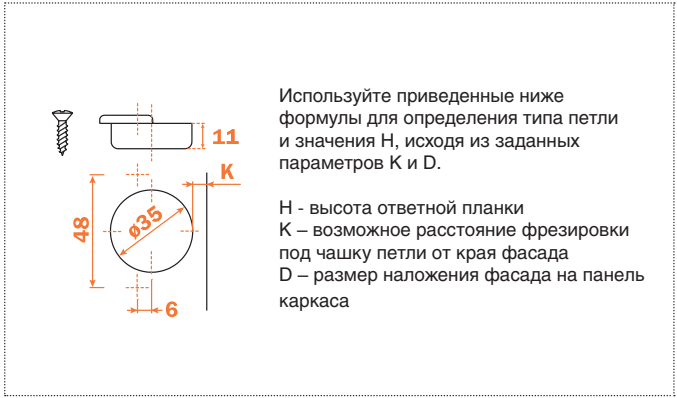 Используйте приведенные ниже
формулы для определения типа петли
и значения H, исходя из заданных
параметров K и D.
H - высота ответной планки
K – возможное расстояние фрезировки
под чашку петли от края фасада
D – размер наложения фасада на панель
каркаса
11
K
48
ø35
6